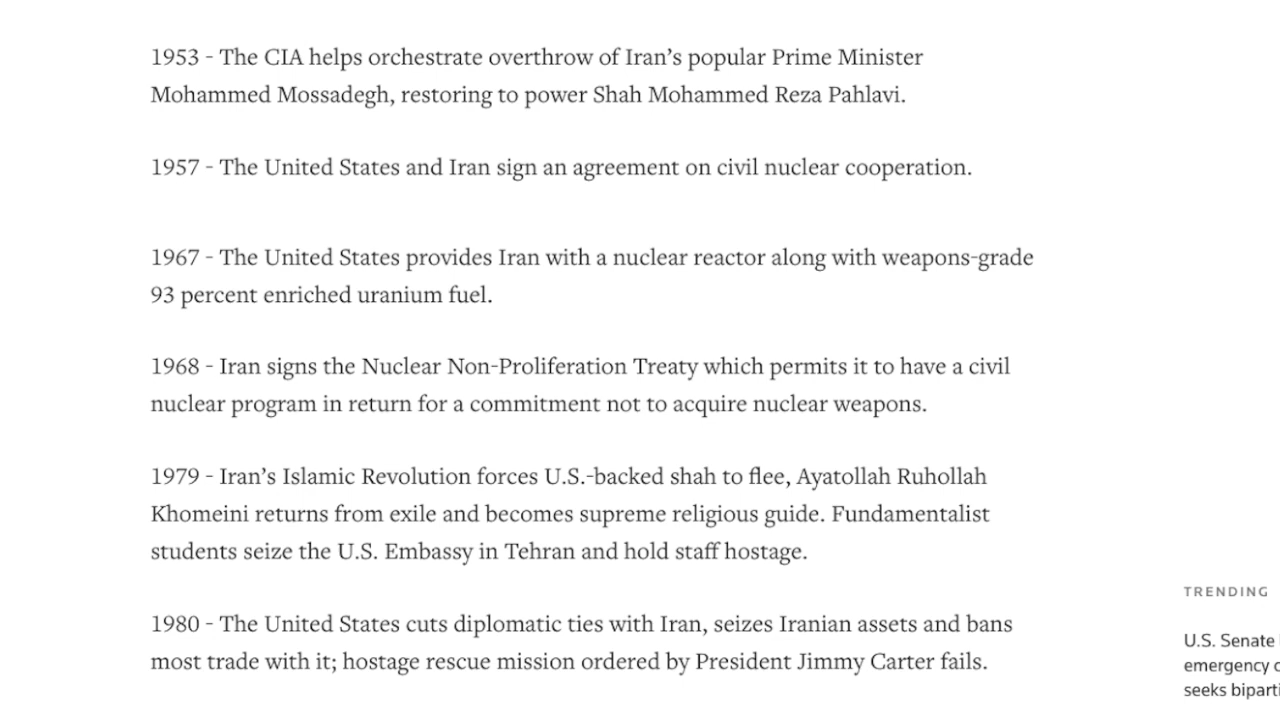 1953 - The CIA helps orchestrate overthrow of Iran’s popular Prime Minister
Mohammed Mossadegh, restoring to power Shah Mohammed Reza Pahlavi.
1957 - The United States and Iran sign an agreement on civil nuclear cooperation.
1967 - The United States provides Iran with a nuclear reactor along with weapons-grade
93 percent enriched uranium fuel.
1968 - Iran signs the Nuclear Non-Proliferation Treaty which permits it to have a civil
nuclear program in return for a commitment not to acquire nuclear weapons.
1979 - Iran’s Islamic Revolution forces U.S.-backed shah to flee, Ayatollah Ruhollah
Khomeini returns from exile and becomes supreme religious guide. Fundamentalist
students seize the U.S. Embassy in Tehran and hold staff hostage.
1980 - The United States cuts diplomatic ties with Iran, seizes Iranian assets and bans
most trade with it; hostage rescue mission ordered by President Jimmy Carter fails.
TRENDING
U.S. Senate
emergency
seeks